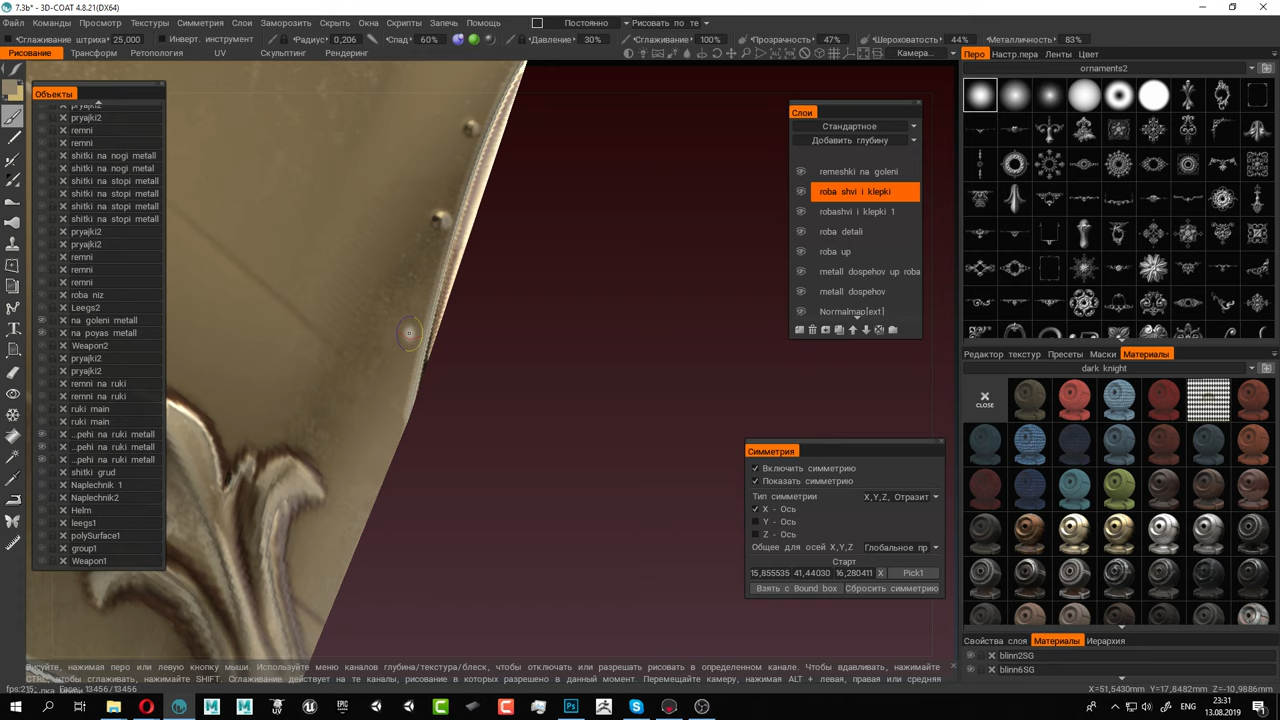 7.3b* - 3D-COAT 4.8.21(DX64)
Файл Команды Просмотр Текстуры Симметрия Слои Заморозить Скрыть Окна Скрипты Запечь Помощь Постоянно Рисовать по те
Сглаживание штриха 25,000 Инверт. инструмент Радиус 0,206 Спад 60% Давление 30% Сглаживание 100% Прозрачность 47% Шероховатость 44% Металличность 83%
Рисование Трансформ Ретопология UV Скульптинг Рендеринг Камера...
Перо Настр.пера Ленты Цвет
ornaments2
Объекты
pryajki2
pryajki2
remni
remni
shitki na nogi metall
shitki na nogi metal
shitki na stopi metall
shitki na stopi metall
shitki na stopi metall
shitki na stopi metall
pryajki2
pryajki2
remni
remni
remni
roba niz
Leegs2
na goleni metall
na poyas metall
Weapon2
pryajki2
pryajki2
remni na ruki
remni na ruki
ruki main
ruki main
...pehi na ruki metall
...pehi na ruki metall
...pehi na ruki metall
shitki grud
Naplechnik 1
Naplechnik2
Helm
leegs1
polySurface1
group1
Weapon1
Слои
Стандартное
Добавить глубину
remeshki na goleni
roba shvi i klepki
robashvi i klepki 1
roba detali
roba up
metall dospehov up roba
metall dospehov
Normalmap[ext]
Симметрия
Включить симметрию
Показать симметрию
Тип симметрии X,Y,Z, Отразит
X - Ось
Y - Ось
Z - Ось
Общее для осей X,Y,Z Глобальное пр
Старт
15,855535 41,44030 16,280411 X Pick1
Взять с Bound box Сбросить симметрию
Редактор текстур Пресеты Маски Материалы
dark knight
CLOSE
Свойства слоя Материалы Иерархия
blinn2SG
blinn6SG
Рисуйте, нажимая перо или левую кнопку мыши. Используйте меню каналов глубина/текстура/блеск, чтобы отключать или разрешать рисовать в определенном канале. Чтобы вдавливать, нажимайте
CTRL, чтобы сглаживать, нажимайте SHIFT. Сглаживание действует на те каналы, рисование в которых разрешено в данный момент. Перемещайте камеру, нажимая ALT + левая, правая или средняя
X=51,5430mm Y=17,8482mm Z=-10,9886mm
ENG
23:31
13.08.2019